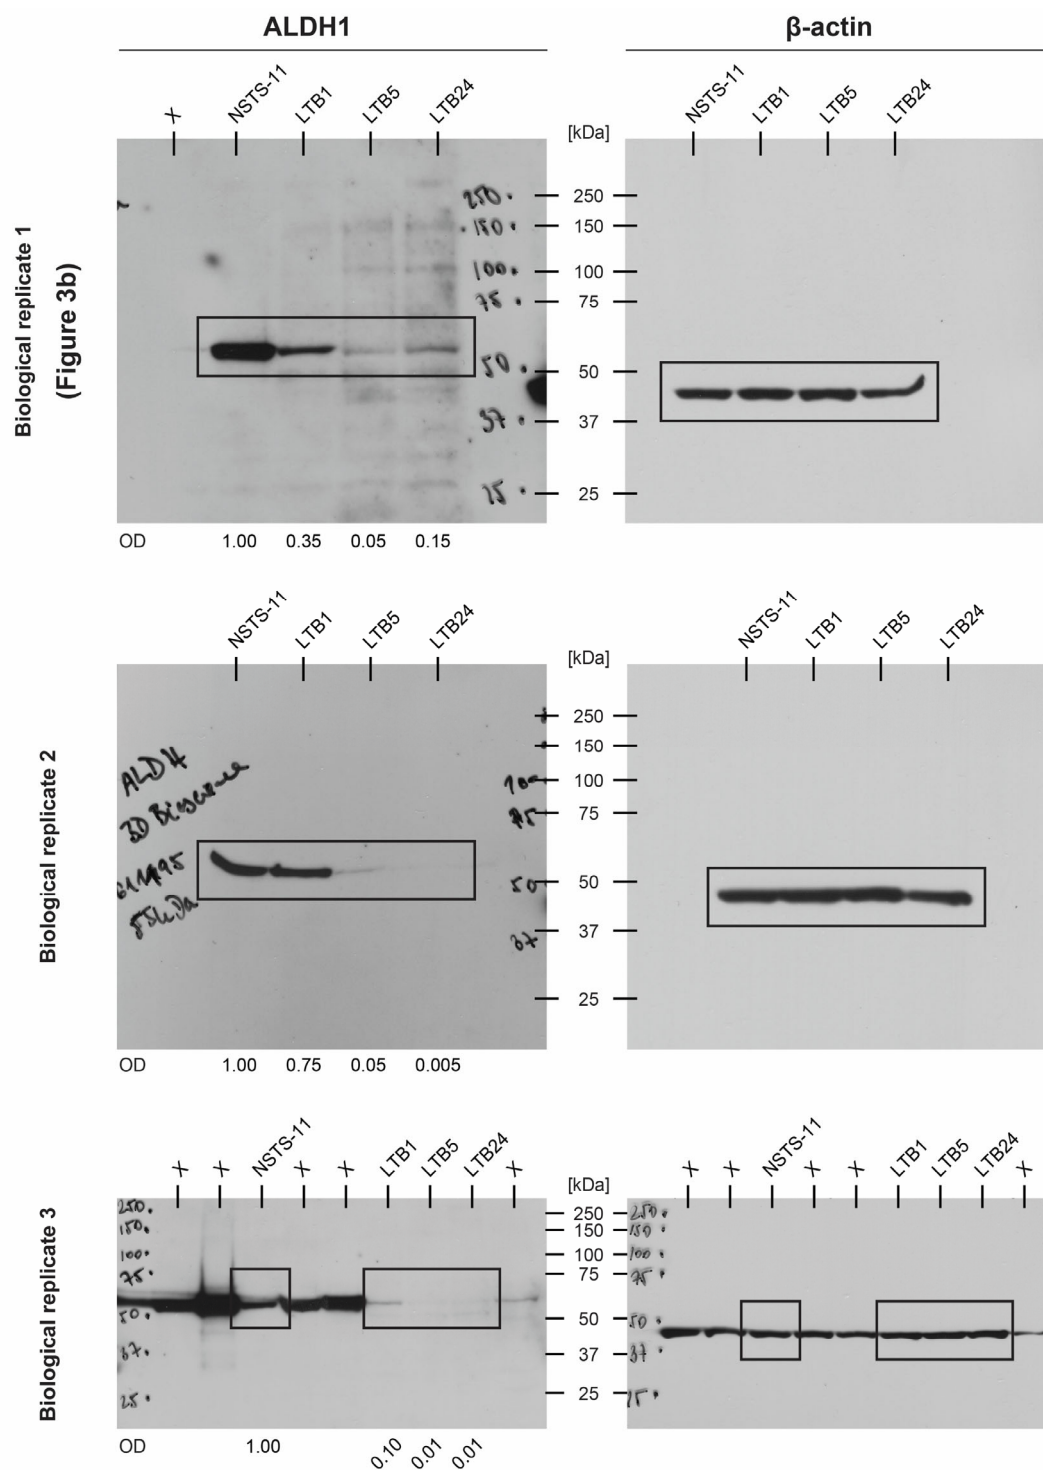 ALDH1
β-actin
Biological replicate 1
(Figure 3b)
X NSTS-11 LTB1 LTB5 LTB24
[kDa]
NSTS-11 LTB1 LTB5 LTB24
250.
150.
100.
75.
50.
37.
25.
250
150
100
75
50
37
25
OD 1.00 0.35 0.05 0.15
Biological replicate 2
NSTS-11 LTB1 LTB5 LTB24
[kDa]
NSTS-11 LTB1 LTB5 LTB24
ALDH
55kDa
100
75
50
37
250
150
100
75
50
37
25
OD 1.00 0.75 0.05 0.005
Biological replicate 3
X X NSTS-11 X X LTB1 LTB5 LTB24 X
[kDa]
X X NSTS-11 X X LTB1 LTB5 LTB24 X
250.
150.
100.
75.
50.
37.
25.
250
150
100
75
50
37
25
250.
150.
100.
75.
50.
37.
25.
OD 1.00 0.10 0.01 0.01